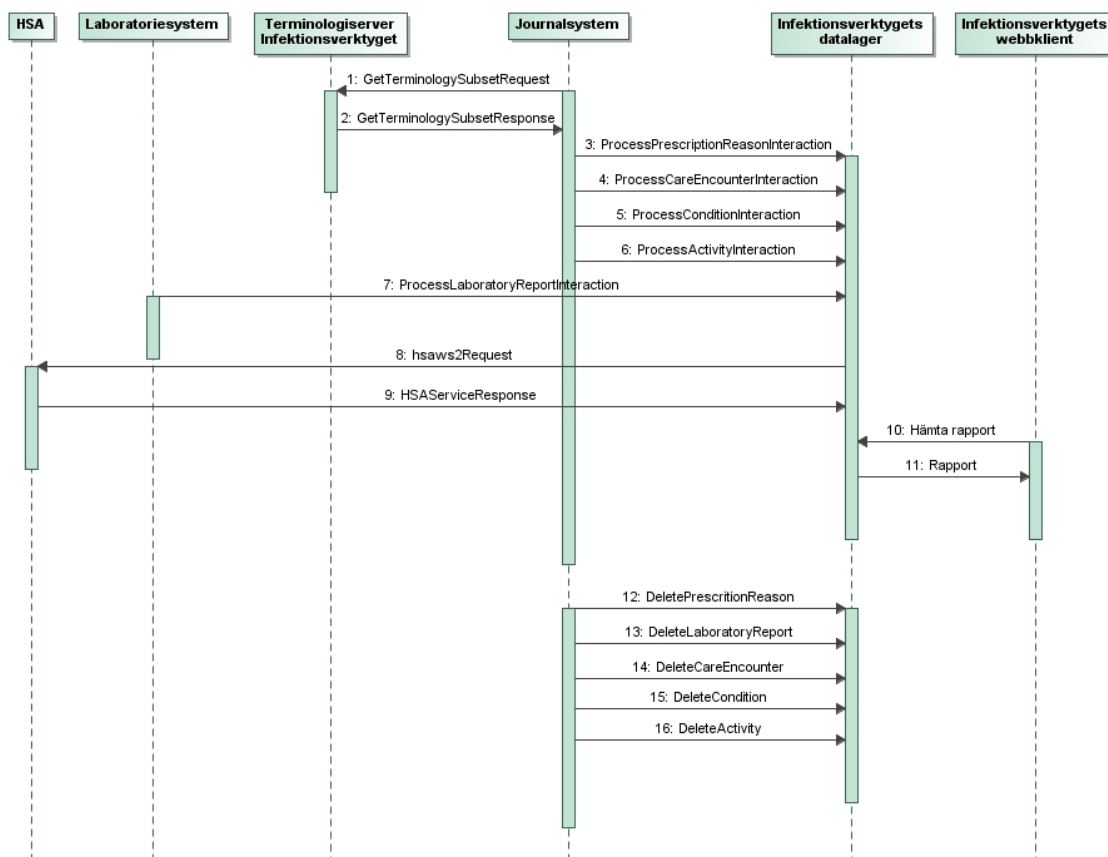 HSA
Laboratoriesystem
Terminologiserver
Infektionsverktyget
Journalsystem
Infektionsverktygets
datalager
Infektionsverktygets
webbklient
1: GetTerminologySubsetRequest
2: GetTerminologySubsetResponse
3: ProcessPrescriptionReasonInteraction
4: ProcessCareEncounterInteraction
5: ProcessConditionInteraction
6: ProcessActivityInteraction
7: ProcessLaboratoryReportInteraction
8: hsaws2Request
9: HSAServiceResponse
10: Hämta rapport
11: Rapport
12: DeletePrescritionReason
13: DeleteLaboratoryReport
14: DeleteCareEncounter
15: DeleteCondition
16: DeleteActivity